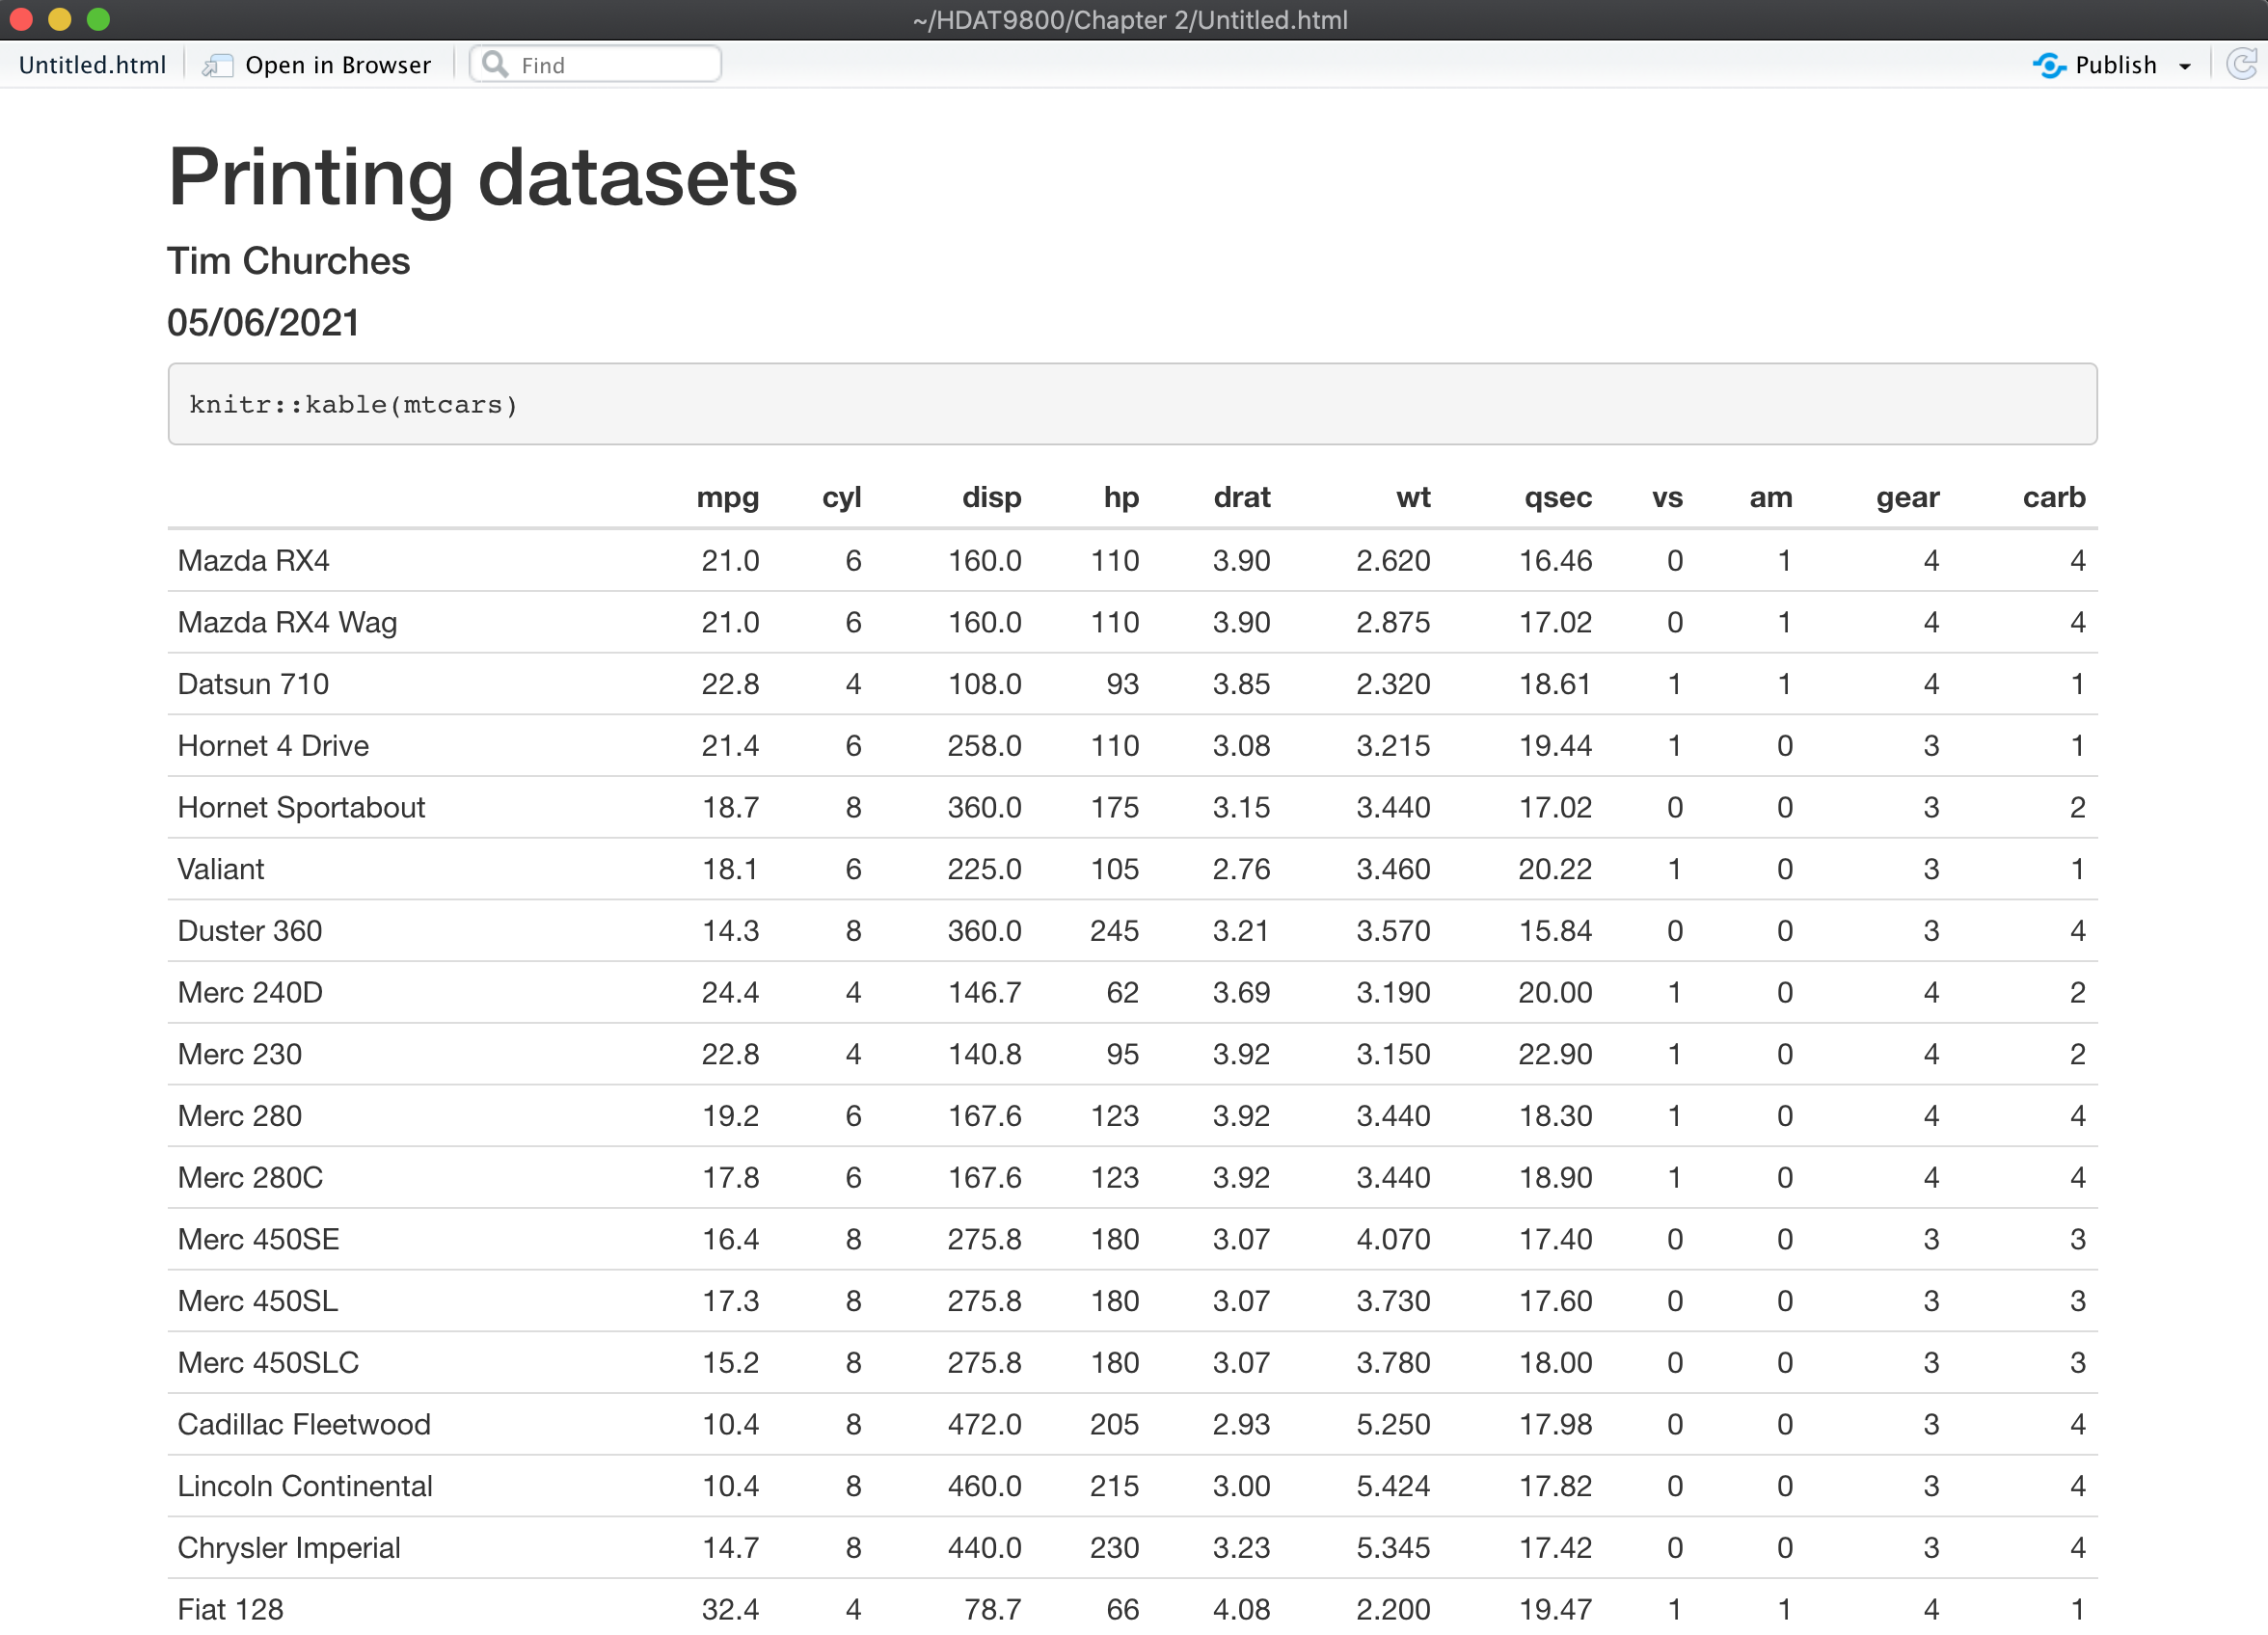 ~/HDAT9800/Chapter 2/Untitled.html
Untitled.html Open in Browser Find Publish
Printing datasets
Tim Churches
05/06/2021
knitr::kable(mtcars)
mpg cyl disp hp drat wt qsec vs am gear carb
Mazda RX4 21.0 6 160.0 110 3.90 2.620 16.46 0 1 4 4
Mazda RX4 Wag 21.0 6 160.0 110 3.90 2.875 17.02 0 1 4 4
Datsun 710 22.8 4 108.0 93 3.85 2.320 18.61 1 1 4 1
Hornet 4 Drive 21.4 6 258.0 110 3.08 3.215 19.44 1 0 3 1
Hornet Sportabout 18.7 8 360.0 175 3.15 3.440 17.02 0 0 3 2
Valiant 18.1 6 225.0 105 2.76 3.460 20.22 1 0 3 1
Duster 360 14.3 8 360.0 245 3.21 3.570 15.84 0 0 3 4
Merc 240D 24.4 4 146.7 62 3.69 3.190 20.00 1 0 4 2
Merc 230 22.8 4 140.8 95 3.92 3.150 22.90 1 0 4 2
Merc 280 19.2 6 167.6 123 3.92 3.440 18.30 1 0 4 4
Merc 280C 17.8 6 167.6 123 3.92 3.440 18.90 1 0 4 4
Merc 450SE 16.4 8 275.8 180 3.07 4.070 17.40 0 0 3 3
Merc 450SL 17.3 8 275.8 180 3.07 3.730 17.60 0 0 3 3
Merc 450SLC 15.2 8 275.8 180 3.07 3.780 18.00 0 0 3 3
Cadillac Fleetwood 10.4 8 472.0 205 2.93 5.250 17.98 0 0 3 4
Lincoln Continental 10.4 8 460.0 215 3.00 5.424 17.82 0 0 3 4
Chrysler Imperial 14.7 8 440.0 230 3.23 5.345 17.42 0 0 3 4
Fiat 128 32.4 4 78.7 66 4.08 2.200 19.47 1 1 4 1